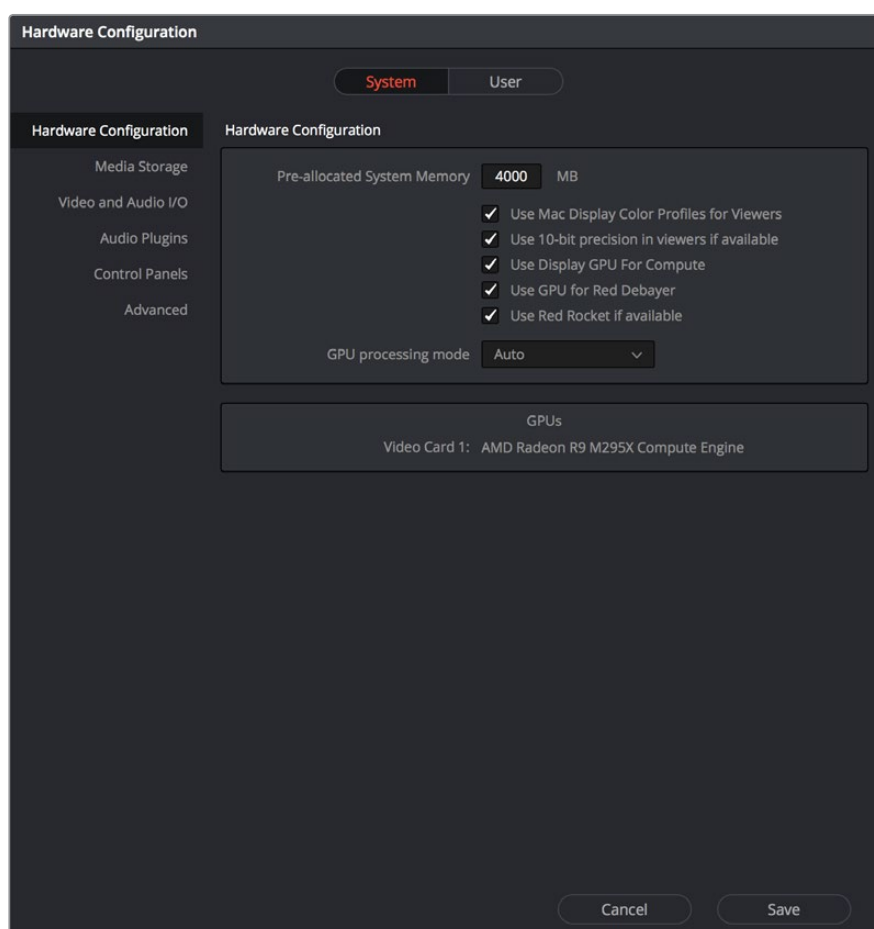 Hardware Configuration
System User
Hardware Configuration
Media Storage
Video and Audio I/O
Audio Plugins
Control Panels
Advanced
Hardware Configuration
Pre-allocated System Memory 4000 MB
Use Mac Display Color Profiles for Viewers
Use 10-bit precision in viewers if available
Use Display GPU For Compute
Use GPU for Red Debayer
Use Red Rocket if available
GPU processing mode Auto
GPUs
Video Card 1: AMD Radeon R9 M295X Compute Engine
Cancel Save